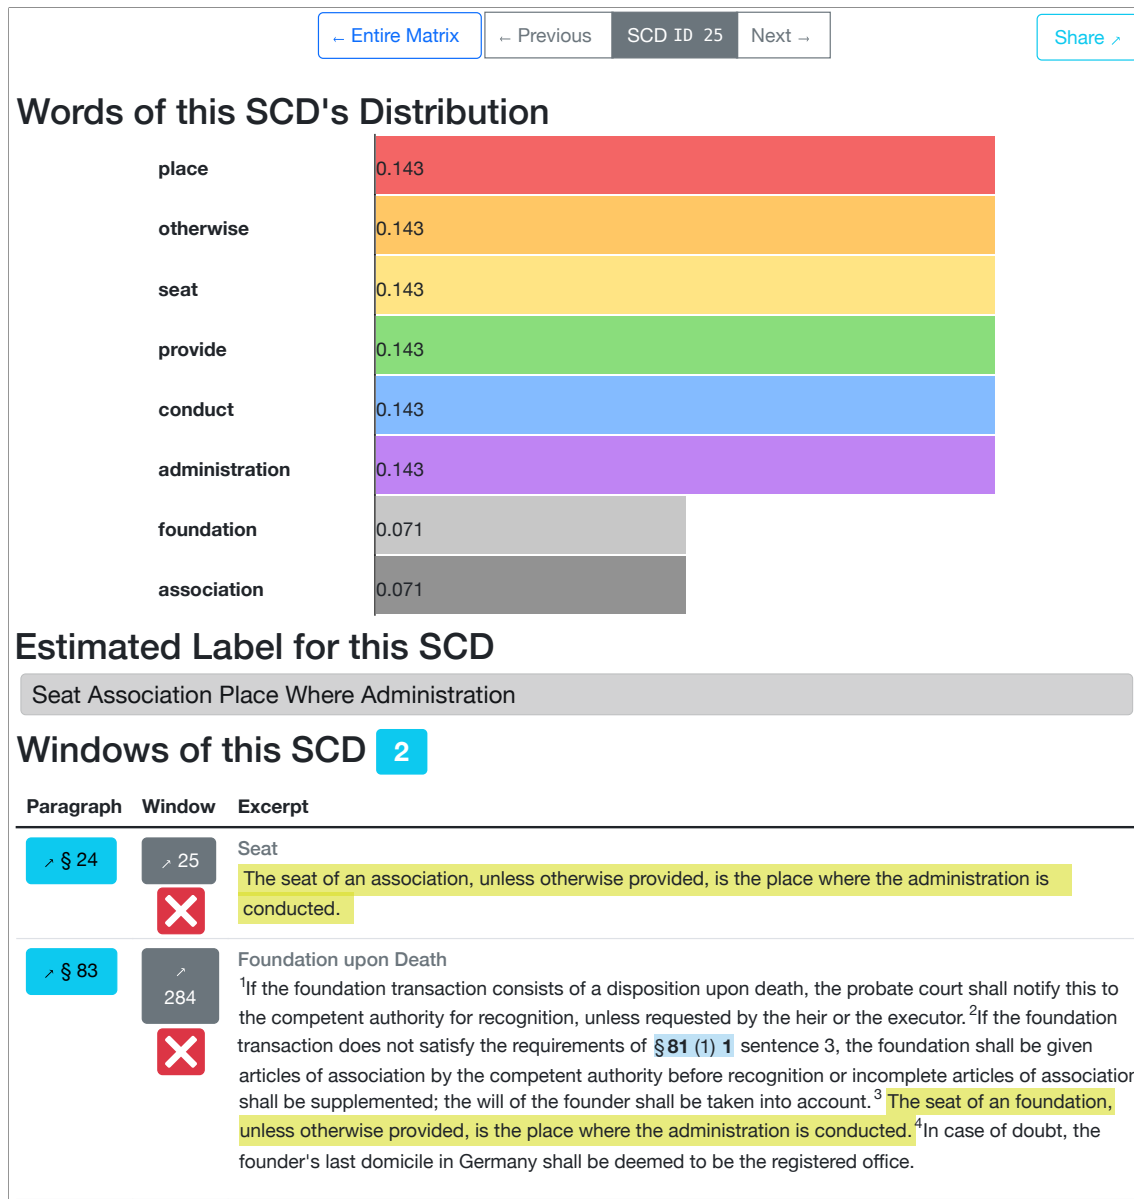 ← Entire Matrix
← Previous
SCD ID 25
Next →
Share ↗
Words of this SCD's Distribution
place 0.143
otherwise 0.143
seat 0.143
provide 0.143
conduct 0.143
administration 0.143
foundation 0.071
association 0.071
Estimated Label for this SCD
Seat Association Place Where Administration
Windows of this SCD 2
Paragraph Window Excerpt
↗ § 24 ↗ 25 Seat
The seat of an association, unless otherwise provided, is the place where the administration is
conducted.
↗ § 83 ↗ 284 Foundation upon Death
¹If the foundation transaction consists of a disposition upon death, the probate court shall notify this to
the competent authority for recognition, unless requested by the heir or the executor. ²If the foundation
transaction does not satisfy the requirements of § 81 (1) 1 sentence 3, the foundation shall be given
articles of association by the competent authority before recognition or incomplete articles of association
shall be supplemented; the will of the founder shall be taken into account. ³ The seat of an foundation,
unless otherwise provided, is the place where the administration is conducted. ⁴In case of doubt, the
founder's last domicile in Germany shall be deemed to be the registered office.